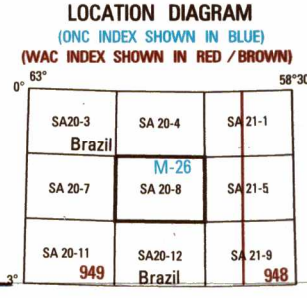 LOCATION DIAGRAM
(ONC INDEX SHOWN IN BLUE)
(WAC INDEX SHOWN IN RED / BROWN)
63° 58°30
0°
SA20-3 SA 20-4 SA 21-1
Brazil
M-26
SA 20-7 SA 20-8 SA 21-5
SA 20-11 SA20-12 SA 21-9
3° 949 Brazil 948